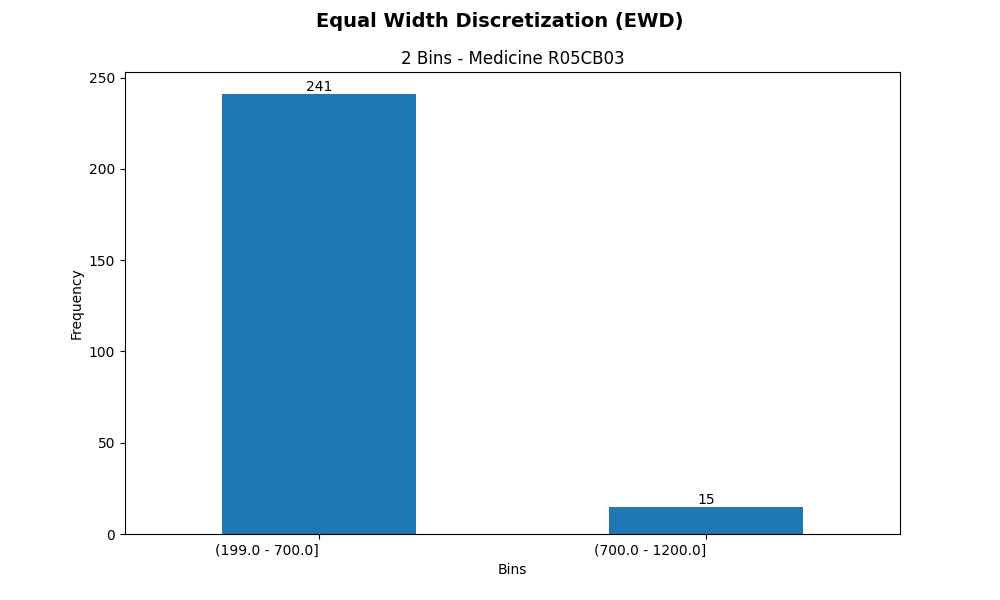 Equal Width Discretization (EWD)
2 Bins - Medicine R05CB03
250
200
150
100
50
0
Frequency
241
15
(199.0 - 700.0]
(700.0 - 1200.0]
Bins